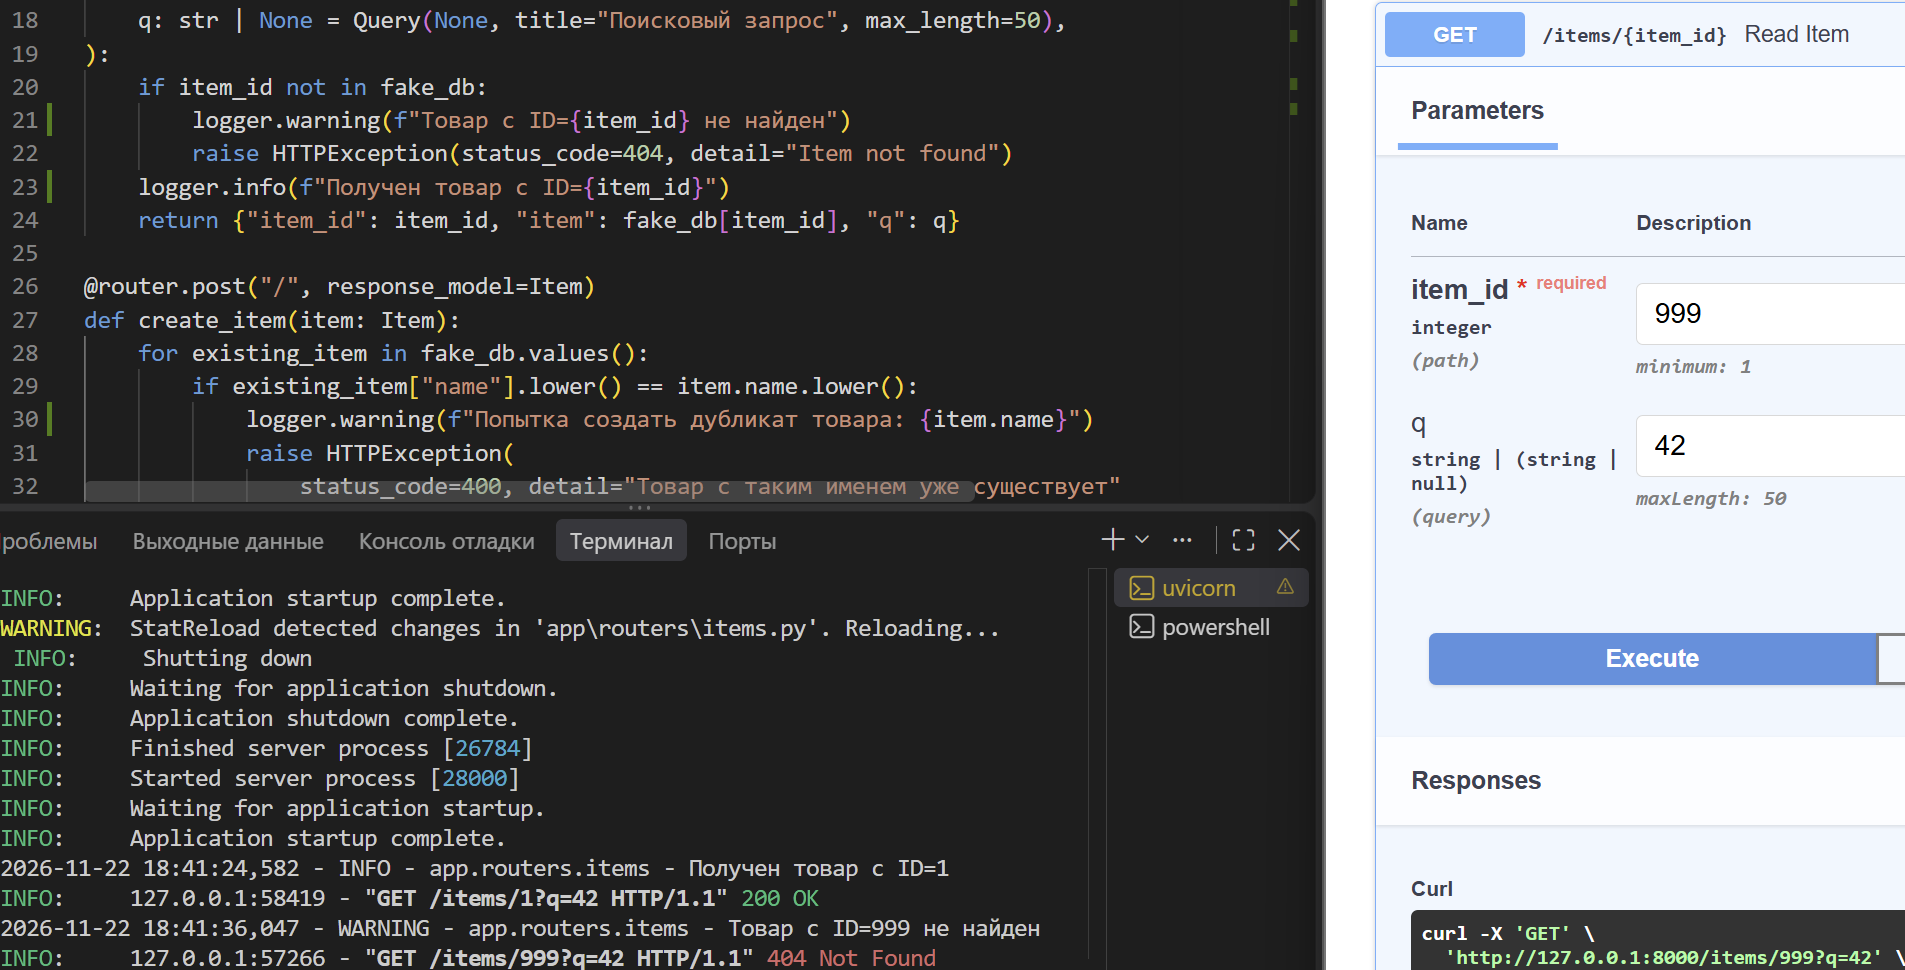 18 q: str | None = Query(None, title="Поисковый запрос", max_length=50),
19 ):
20 if item_id not in fake_db:
21 logger.warning(f"Товар с ID={item_id} не найден")
22 raise HTTPException(status_code=404, detail="Item not found")
23 logger.info(f"Получен товар с ID={item_id}")
24 return {"item_id": item_id, "item": fake_db[item_id], "q": q}
25
26 @router.post("/", response_model=Item)
27 def create_item(item: Item):
28 for existing_item in fake_db.values():
29 if existing_item["name"].lower() == item.name.lower():
30 logger.warning(f"Попытка создать дубликат товара: {item.name}")
31 raise HTTPException(
32 status_code=400, detail="Товар с таким именем уже существует"
роблемы Выходные данные Консоль отладки Терминал Порты
INFO: Application startup complete.
WARNING: StatReload detected changes in 'app\routers\items.py'. Reloading...
INFO: Shutting down
INFO: Waiting for application shutdown.
INFO: Application shutdown complete.
INFO: Finished server process [26784]
INFO: Started server process [28000]
INFO: Waiting for application startup.
INFO: Application startup complete.
2026-11-22 18:41:24,582 - INFO - app.routers.items - Получен товар с ID=1
INFO: 127.0.0.1:58419 - "GET /items/1?q=42 HTTP/1.1" 200 OK
2026-11-22 18:41:36,047 - WARNING - app.routers.items - Товар с ID=999 не найден
INFO: 127.0.0.1:57266 - "GET /items/999?q=42 HTTP/1.1" 404 Not Found
uvicorn
powershell
GET /items/{item_id} Read Item
Parameters
Name Description
item_id * required
integer
(path)
999
minimum: 1
q
string | (string |
null)
(query)
42
maxLength: 50
Execute
Responses
Curl
curl -X 'GET' \
'http://127.0.0.1:8000/items/999?q=42' \